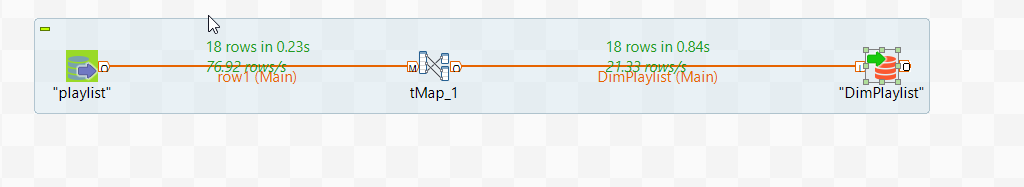 18 rows in 0.23s
18 rows in 0.84s
76.92 rows/s
21.33 rows/s
row1 (Main)
DimPlaylist (Main)
O
M
O
I
O
"playlist"
tMap_1
"DimPlaylist"